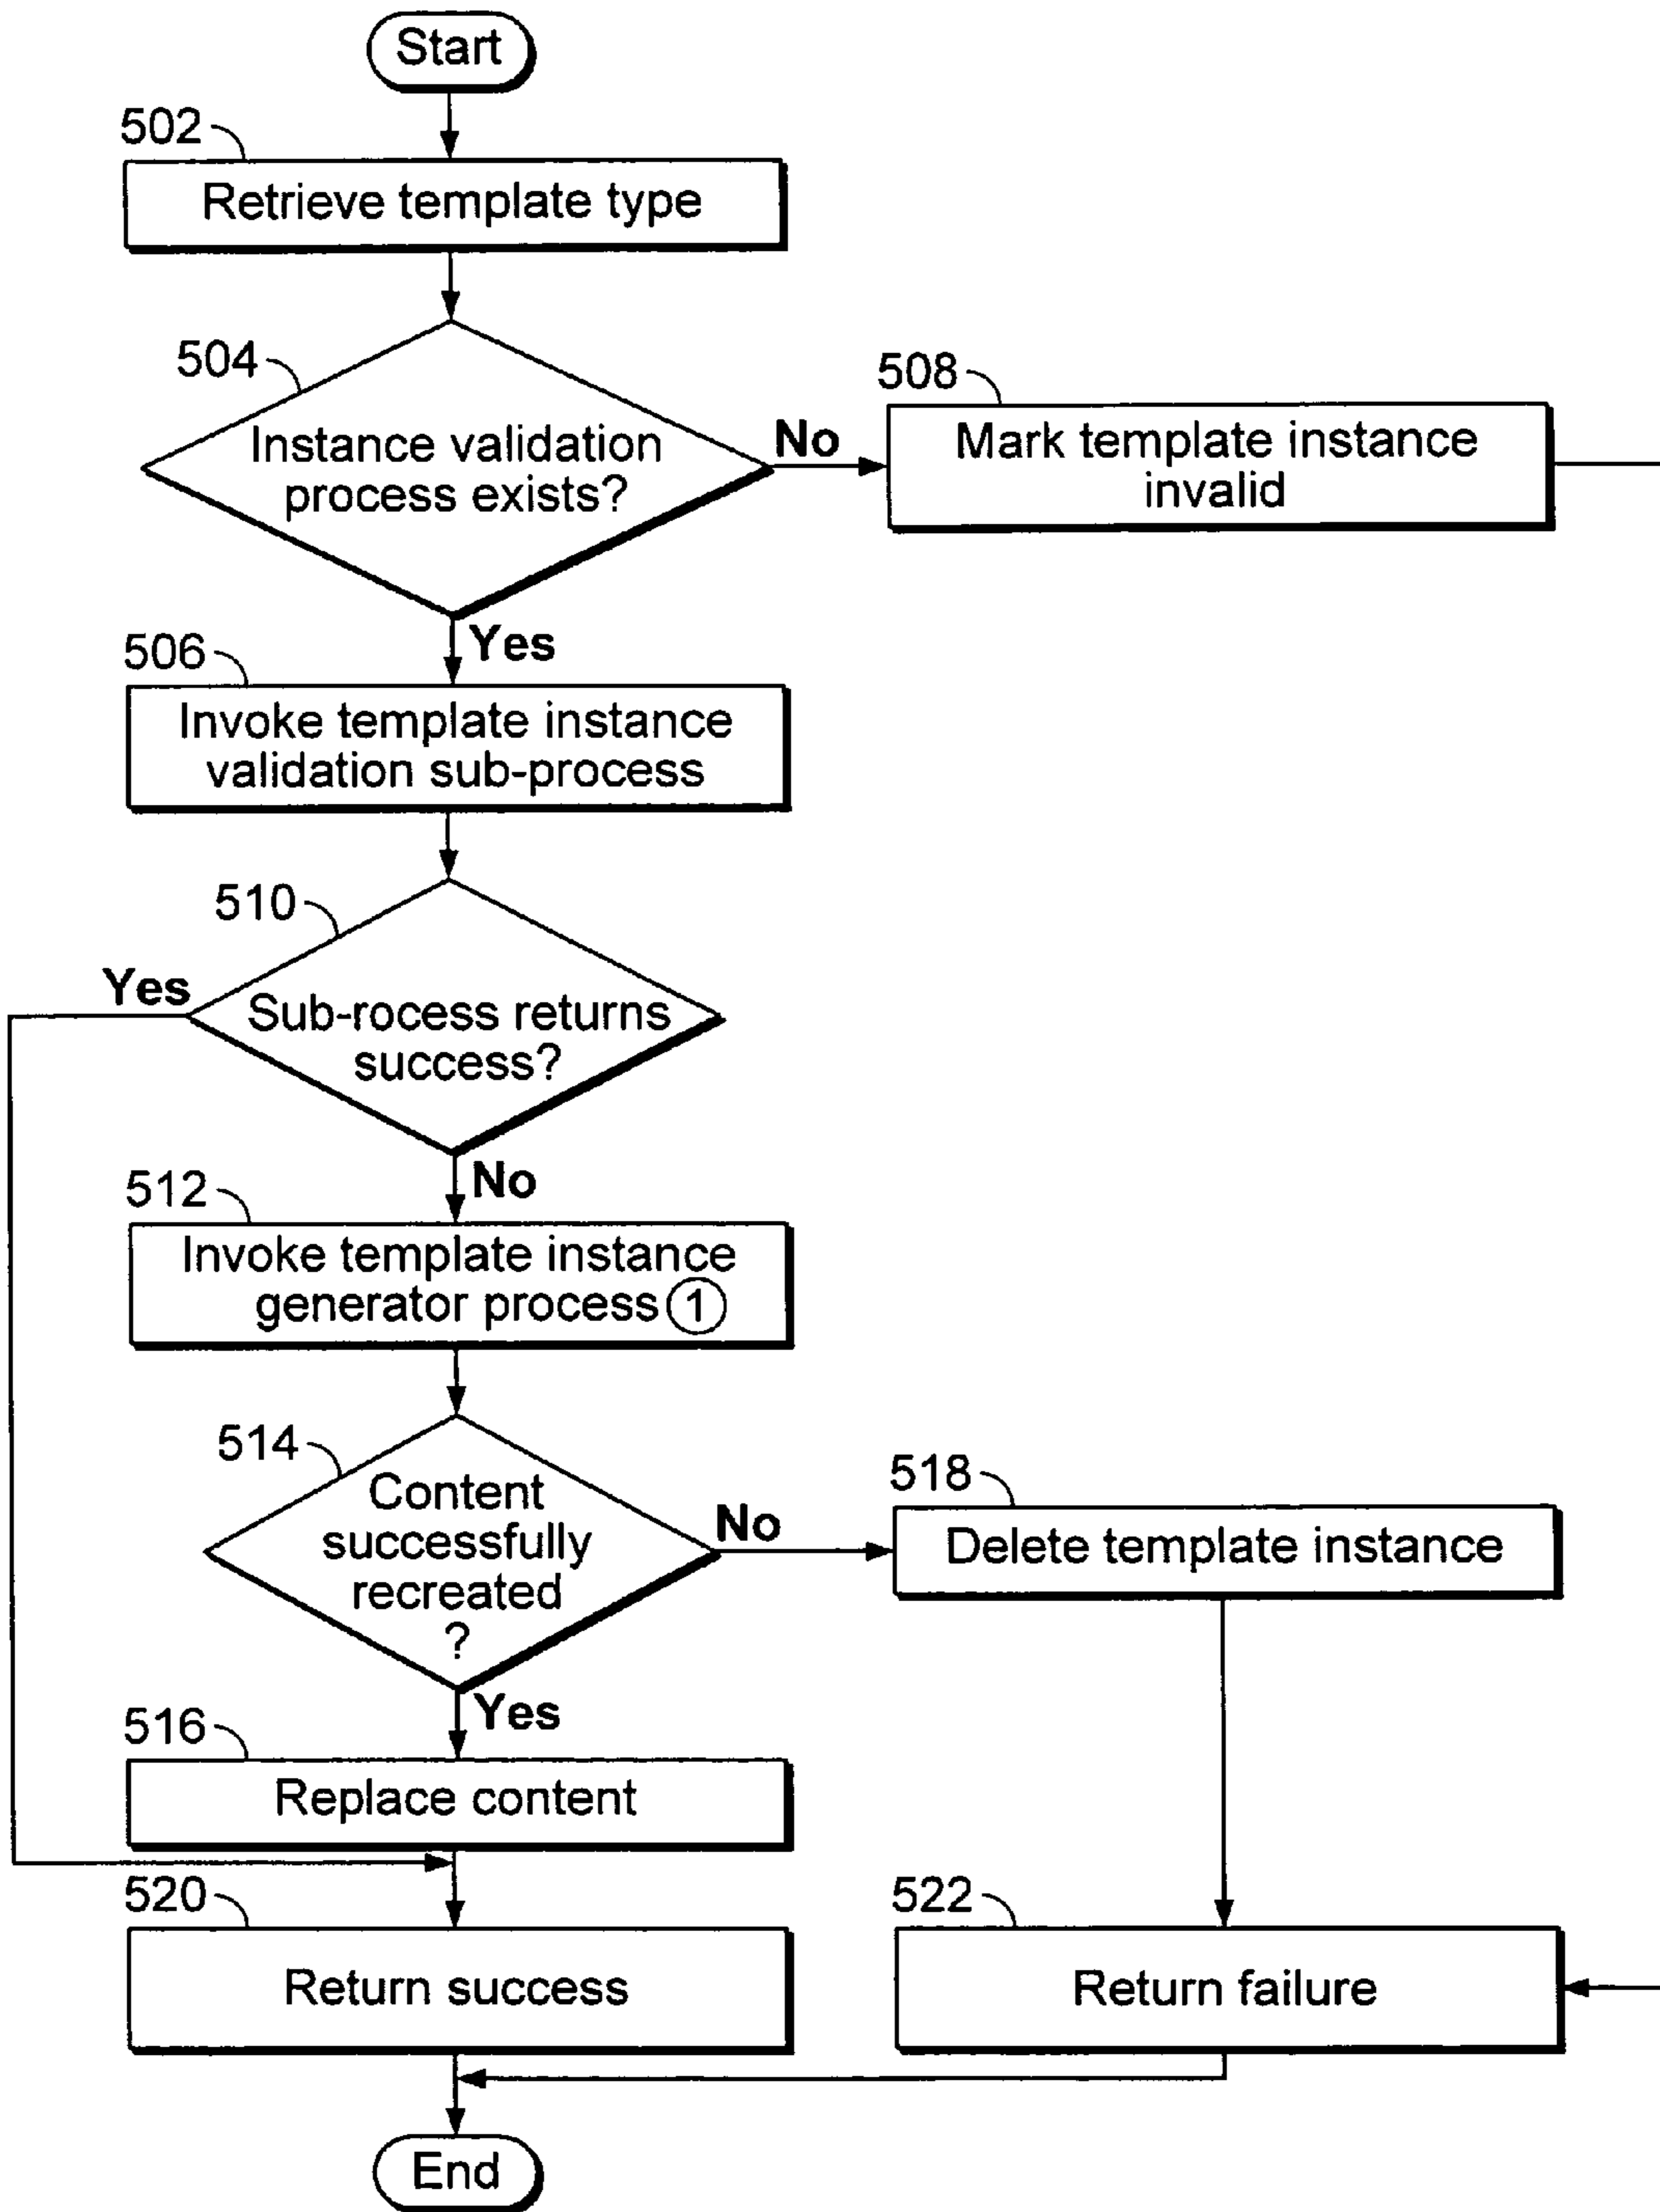 Start
502
Retrieve template type
504
Instance validation
process exists?
No
508
Mark template instance
invalid
Yes
506
Invoke template instance
validation sub-process
510
Yes
Sub-rocess returns
success?
No
512
Invoke template instance
generator process 1
514
Content
successfully
recreated
?
No
518
Delete template instance
Yes
516
Replace content
520
Return success
522
Return failure
End